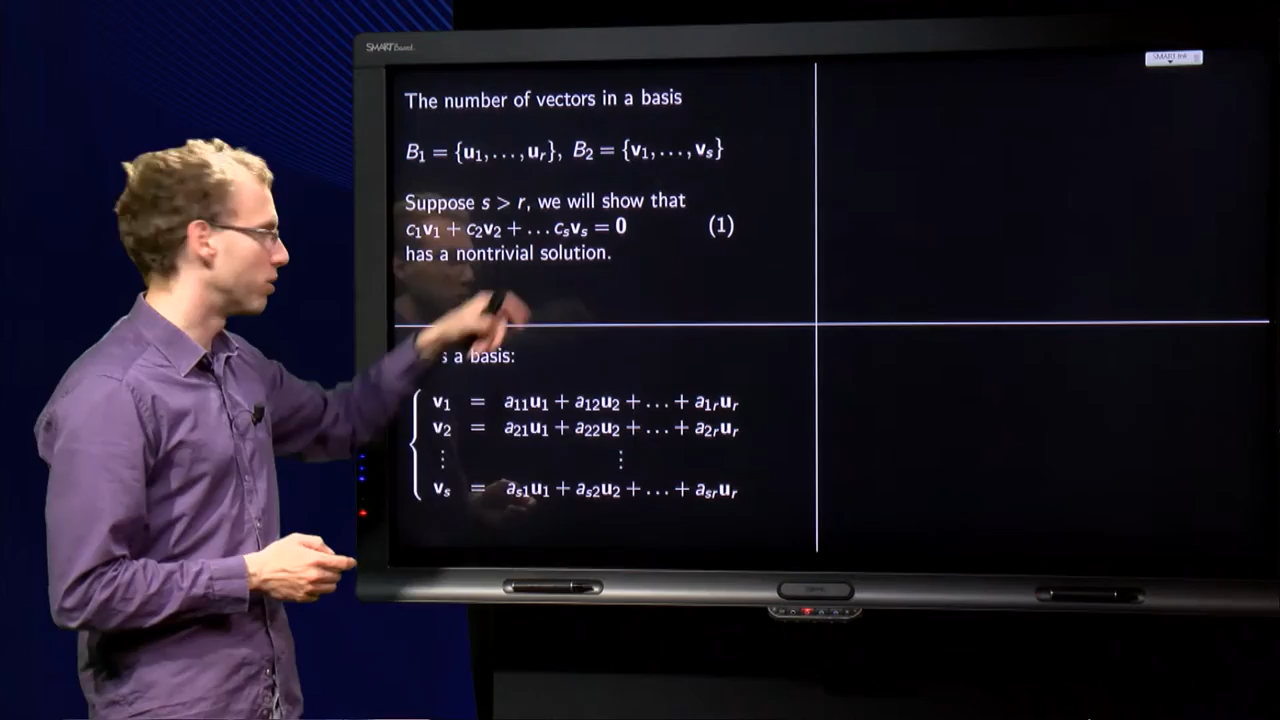 SMART Board
SMART Ink
The number of vectors in a basis
B₁ = {u₁, . . . , uᵣ}, B₂ = {v₁, . . . , vₛ}
Suppose s > r, we will show that
c₁v₁ + c₂v₂ + . . . cₛvₛ = 0 (1)
has a nontrivial solution.
s a basis:
v₁ = a₁₁u₁ + a₁₂u₂ + . . . + a₁ᵣuᵣ
v₂ = a₂₁u₁ + a₂₂u₂ + . . . + a₂ᵣuᵣ
⋮ ⋮
vₛ = aₛ₁u₁ + aₛ₂u₂ + . . . + aₛᵣuᵣ